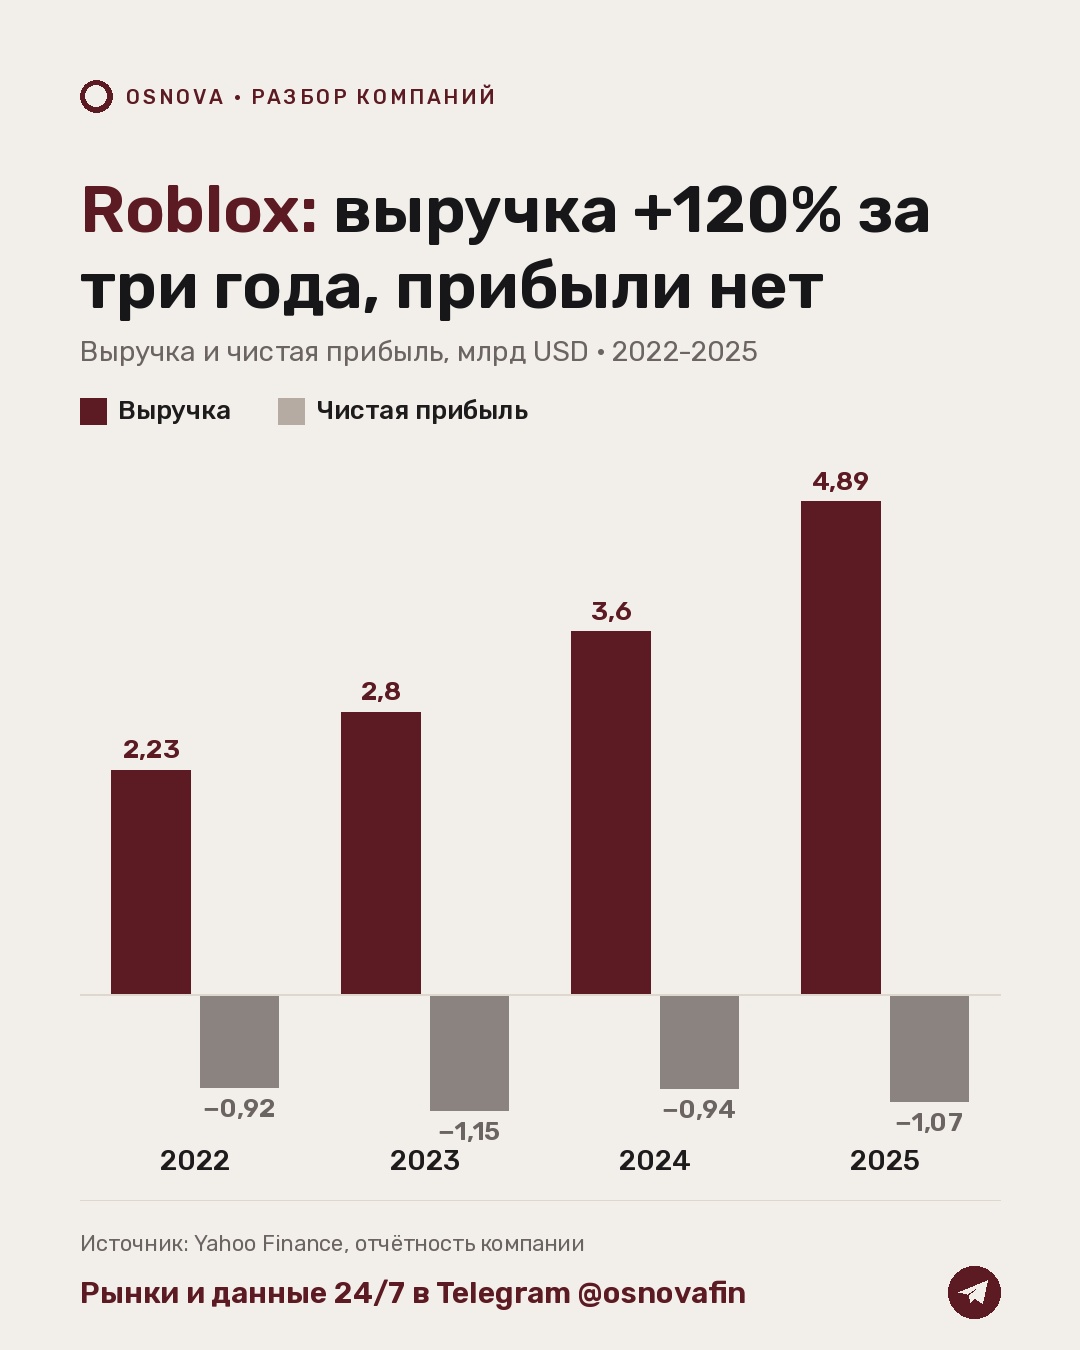 OSNOVA • РАЗБОР КОМПАНИЙ
Roblox: выручка +120% за
три года, прибыли нет
Выручка и чистая прибыль, млрд USD • 2022-2025
Выручка
Чистая прибыль
4,89
3,6
2,8
2,23
−0,92
−1,15
−0,94
−1,07
2022
2023
2024
2025
Источник: Yahoo Finance, отчётность компании
Рынки и данные 24/7 в Telegram @osnovafin